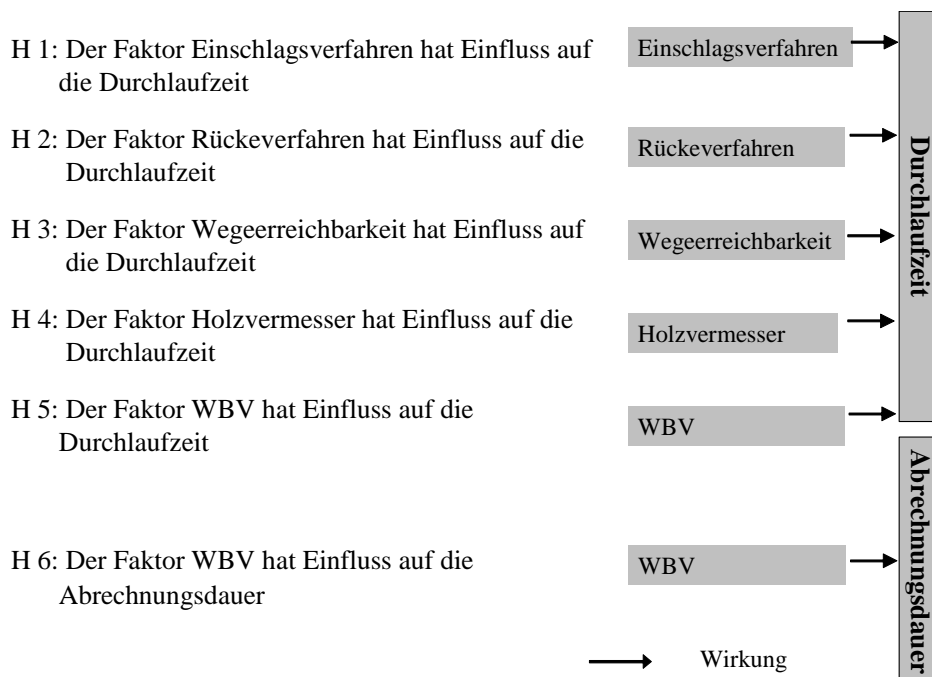 H 1: Der Faktor Einschlagsverfahren hat Einfluss auf
die Durchlaufzeit
Einschlagsverfahren
H 2: Der Faktor Rückeverfahren hat Einfluss auf die
Durchlaufzeit
Rückeverfahren
H 3: Der Faktor Wegeerreichbarkeit hat Einfluss auf
die Durchlaufzeit
Wegeerreichbarkeit
H 4: Der Faktor Holzvermesser hat Einfluss auf die
Durchlaufzeit
Holzvermesser
H 5: Der Faktor WBV hat Einfluss auf die
Durchlaufzeit
WBV
Durchlaufzeit
H 6: Der Faktor WBV hat Einfluss auf die
Abrechnungsdauer
WBV
Abrechnungsdauer
Wirkung